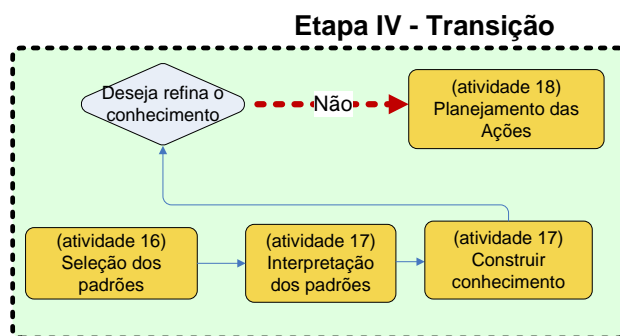 Etapa IV - Transição
Deseja refina o
conhecimento
Não
(atividade 18)
Planejamento das
Ações
(atividade 16)
Seleção dos
padrões
(atividade 17)
Interpretação
dos padrões
(atividade 17)
Construir
conhecimento